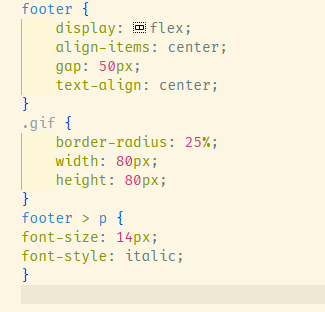 footer {
    display: flex;
    align-items: center;
    gap: 50px;
    text-align: center;
}
.gif {
    border-radius: 25%;
    width: 80px;
    height: 80px;
}
footer > p {
font-size: 14px;
font-style: italic;
}